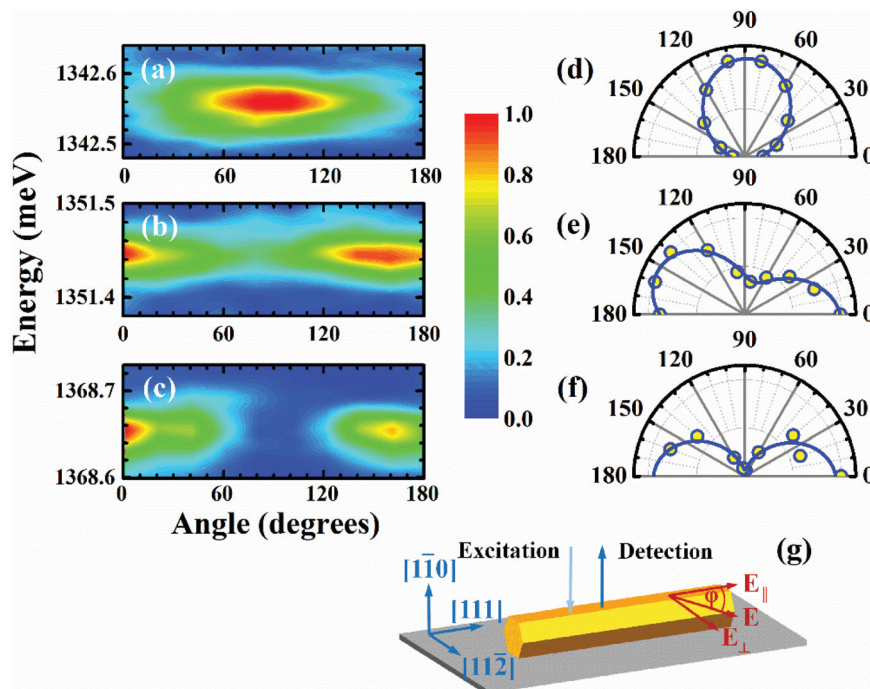 (a)
1342.6
1342.5
0 60 120 180
(b)
1351.5
1351.4
0 60 120 180
(c)
1368.7
1368.6
0 60 120 180
Energy (meV)
Angle (degrees)
1.0
0.8
0.6
0.4
0.2
0.0
(d)
90
120 60
150 30
180 0
(e)
90
120 60
150 30
180 0
(f)
90
120 60
150 30
180 0
(g)
Excitation Detection
[11̄0]
[111]
[112̄]
E∥
φ
E
E⊥